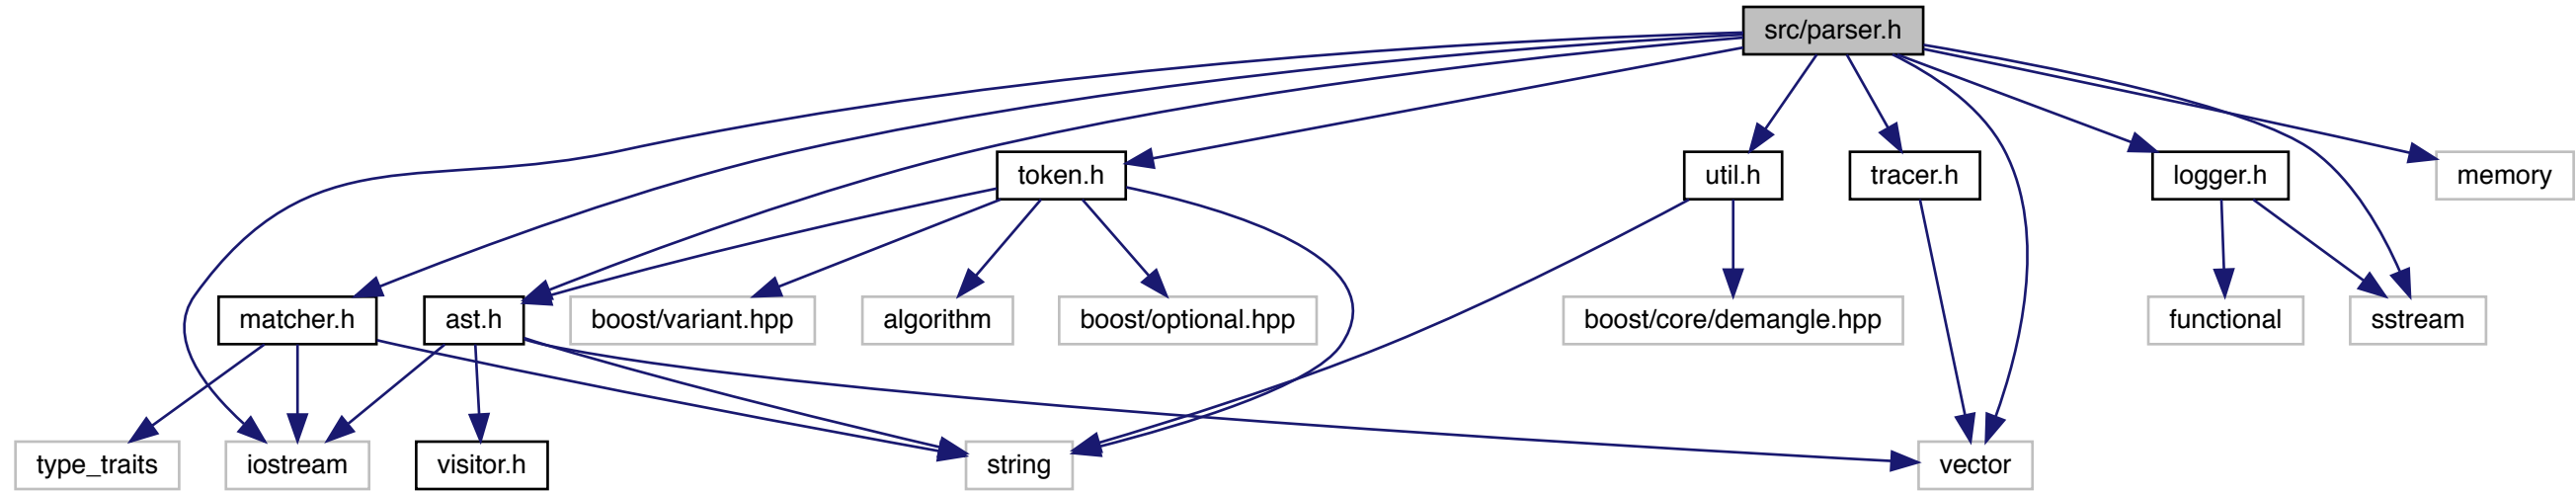 src/parser.h
token.h
util.h
tracer.h
logger.h
memory
matcher.h
ast.h
boost/variant.hpp
algorithm
boost/optional.hpp
boost/core/demangle.hpp
functional
sstream
type_traits
iostream
visitor.h
string
vector